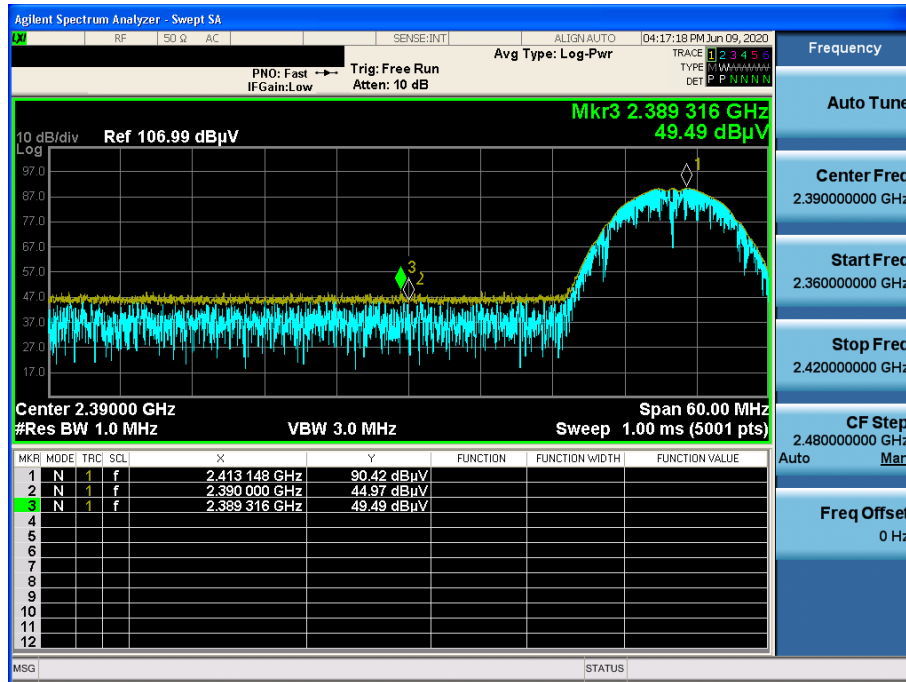 Agilent Spectrum Analyzer - Swept SA
LXI RF 50 Ω AC SENSE:INT ALIGN AUTO 04:17:18 PM Jun 09, 2020
Avg Type: Log-Pwr
TRACE 1 2 3 4 5 6
PNO: Fast Trig: Free Run
TYPE M W W W W W
IFGain:Low Atten: 10 dB
DET P P N N N N
Mkr3 2.389 316 GHz
49.49 dBµV
10 dB/div Ref 106.99 dBµV
Log
97.0
87.0
77.0
67.0
57.0
47.0
37.0
27.0
17.0
1
3
2
Center 2.39000 GHz Span 60.00 MHz
#Res BW 1.0 MHz VBW 3.0 MHz Sweep 1.00 ms (5001 pts)
MKR MODE TRC SCL X Y FUNCTION FUNCTION WIDTH FUNCTION VALUE
1 N 1 f 2.413 148 GHz 90.42 dBµV
2 N 1 f 2.390 000 GHz 44.97 dBµV
3 N 1 f 2.389 316 GHz 49.49 dBµV
4
5
6
7
8
9
10
11
12
MSG STATUS
Frequency
Auto Tune
Center Freq
2.390000000 GHz
Start Freq
2.360000000 GHz
Stop Freq
2.420000000 GHz
CF Step
2.480000000 GHz
Auto Man
Freq Offset
0 Hz